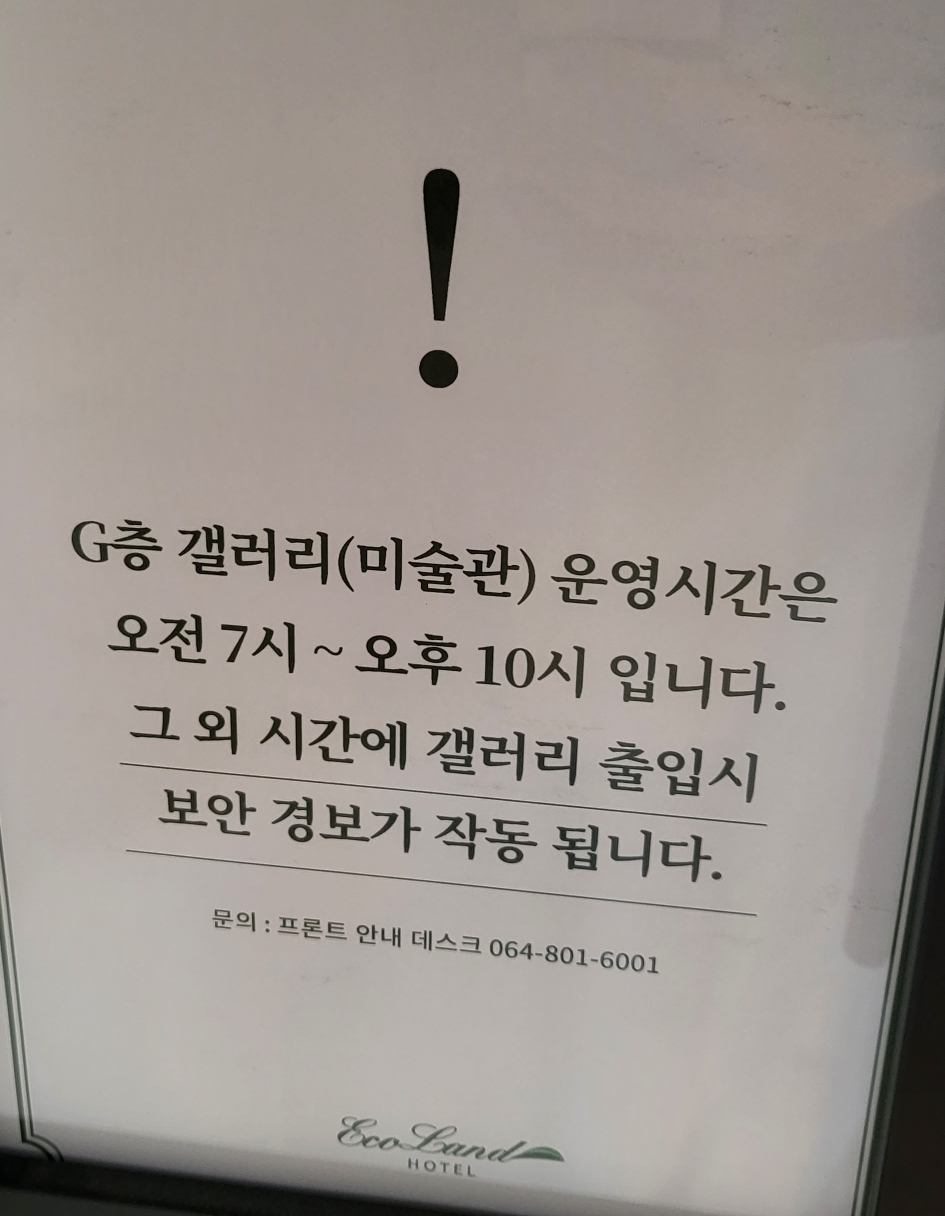 !
G층 갤러리(미술관) 운영시간은
오전 7시 ~ 오후 10시 입니다.
그 외 시간에 갤러리 출입시
보안 경보가 작동 됩니다.
문의 : 프론트 안내 데스크 064-801-6001
Eco Land
HOTEL